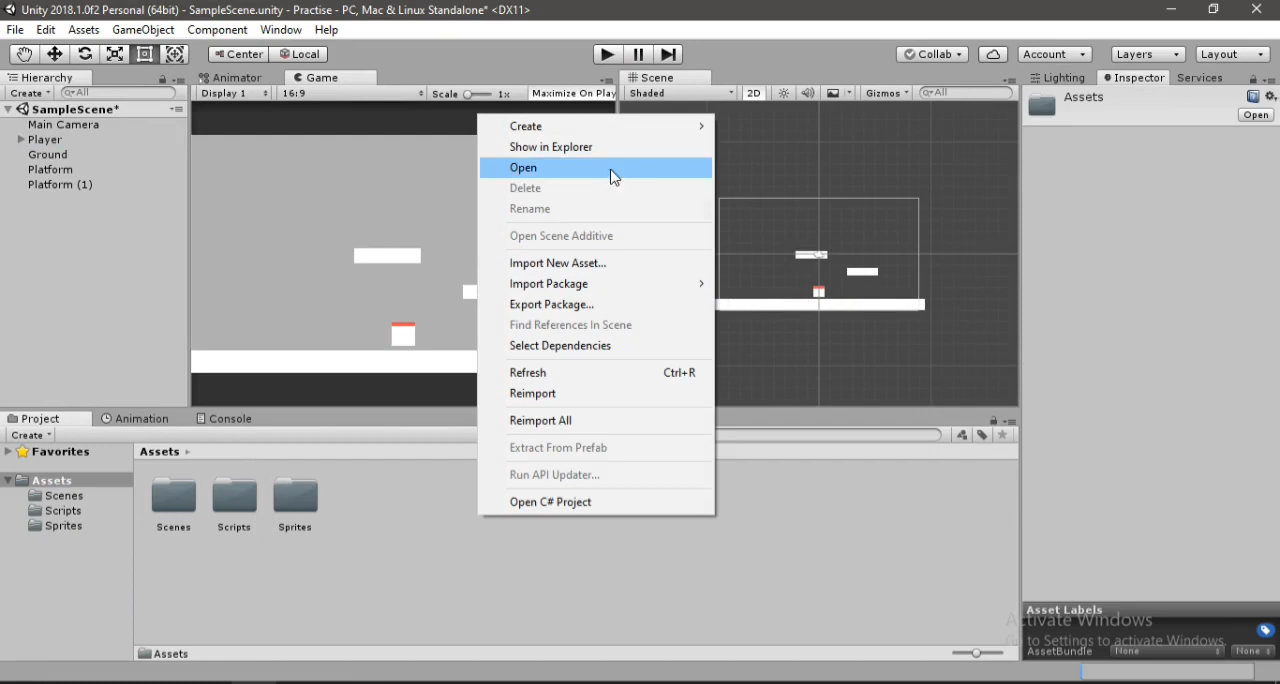 Unity 2018.1.0f2 Personal (64bit) - SampleScene.unity - Practise - PC, Mac & Linux Standalone* <DX11>
File Edit Assets GameObject Component Window Help
Center Local Collab Account Layers Layout
Hierarchy Animator Game Scene Lighting Inspector Services
Create All Display 1 16:9 Scale 1x Maximize On Play Shaded 2D Gizmos All Assets
Open
SampleScene*
Main Camera
Player
Ground
Platform
Platform (1)
Create
Show in Explorer
Open
Delete
Rename
Open Scene Additive
Import New Asset...
Import Package
Export Package...
Find References In Scene
Select Dependencies
Refresh Ctrl+R
Reimport
Reimport All
Extract From Prefab
Run API Updater...
Open C# Project
Project Animation Console
Create
Favorites
Assets
Scenes
Scripts
Sprites
Assets
Scenes Scripts Sprites
Assets
Asset Labels
Activate Windows
Go to Settings to activate Windows.
AssetBundle None None